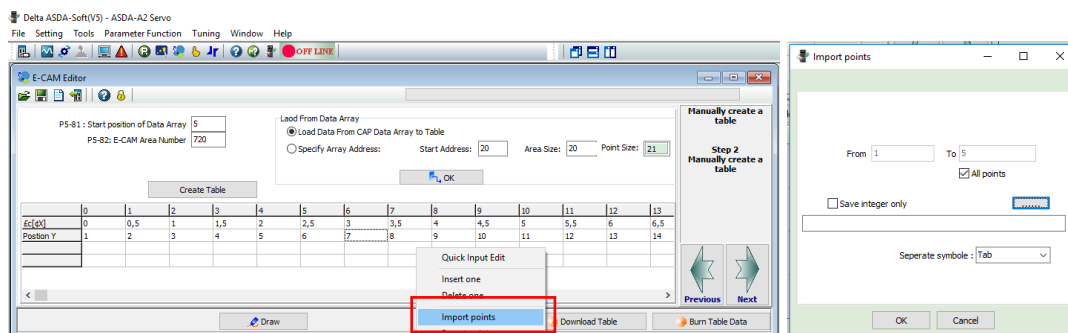 Delta ASDA-Soft(V5) - ASDA-A2 Servo
File Setting Tools Parameter Function Tuning Window Help
OFF LINE
E-CAM Editor
P5-81 : Start position of Data Array 5
P5-82: E-CAM Area Number 720
Laod From Data Array
Load Data From CAP Data Array to Table
Specify Array Address: Start Address: 20 Area Size: 20 Point Size: 21
OK
Create Table
0 1 2 3 4 5 6 7 8 9 10 11 12 13
£c[¢X] 0 0,5 1 1,5 2 2,5 3 3,5 4 4,5 5 5,5 6 6,5
Postion Y 1 2 3 4 5 6 7 8 9 10 11 12 13 14
Quick Input Edit
Insert one
Delete one
Import points
Draw
Download Table
Burn Table Data
Manually create a
table
Step 2
Manually create a
table
Previous Next
Import points
From 1 To 5
All points
Save integer only
........
Seperate symbole : Tab
OK Cancel